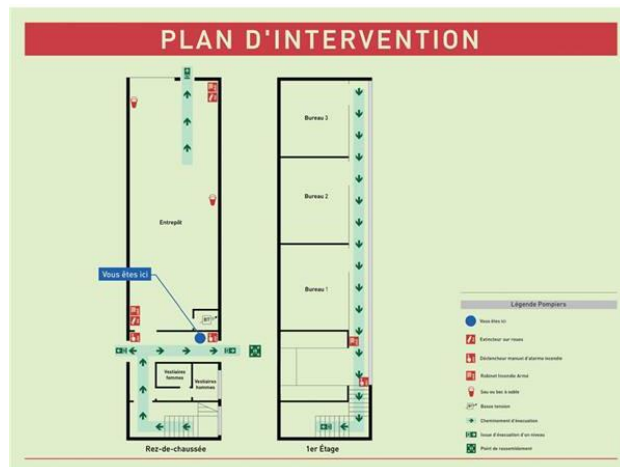 PLAN D'INTERVENTION
Bureau 3
Bureau 2
Entrepôt
Vous êtes ici
Bureau 1
BT
Vestiaires
femmes
Vestiaires
hommes
Rez-de-chaussée
1er Étage
Légende Pompiers
Vous êtes ici
Extincteur sur roues
Déclencheur manuel d'alarme incendie
Robinet Incendie Armé
Seau ou bac à sable
BT
Basse tension
Cheminement d'évacuation
Issue d'évacuation d'un niveau
Point de rassemblement